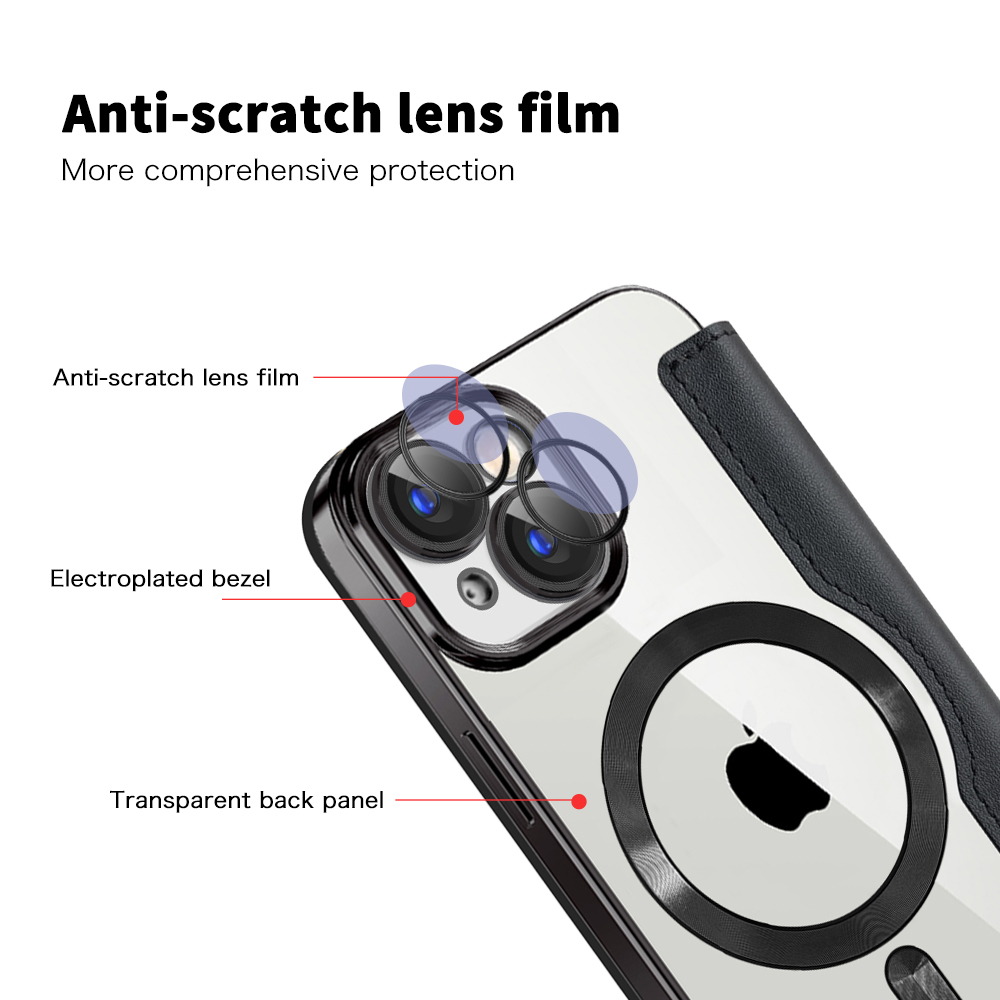 Anti-scratch lens film
More comprehensive protection
Anti-scratch lens film
Electroplated bezel
Transparent back panel